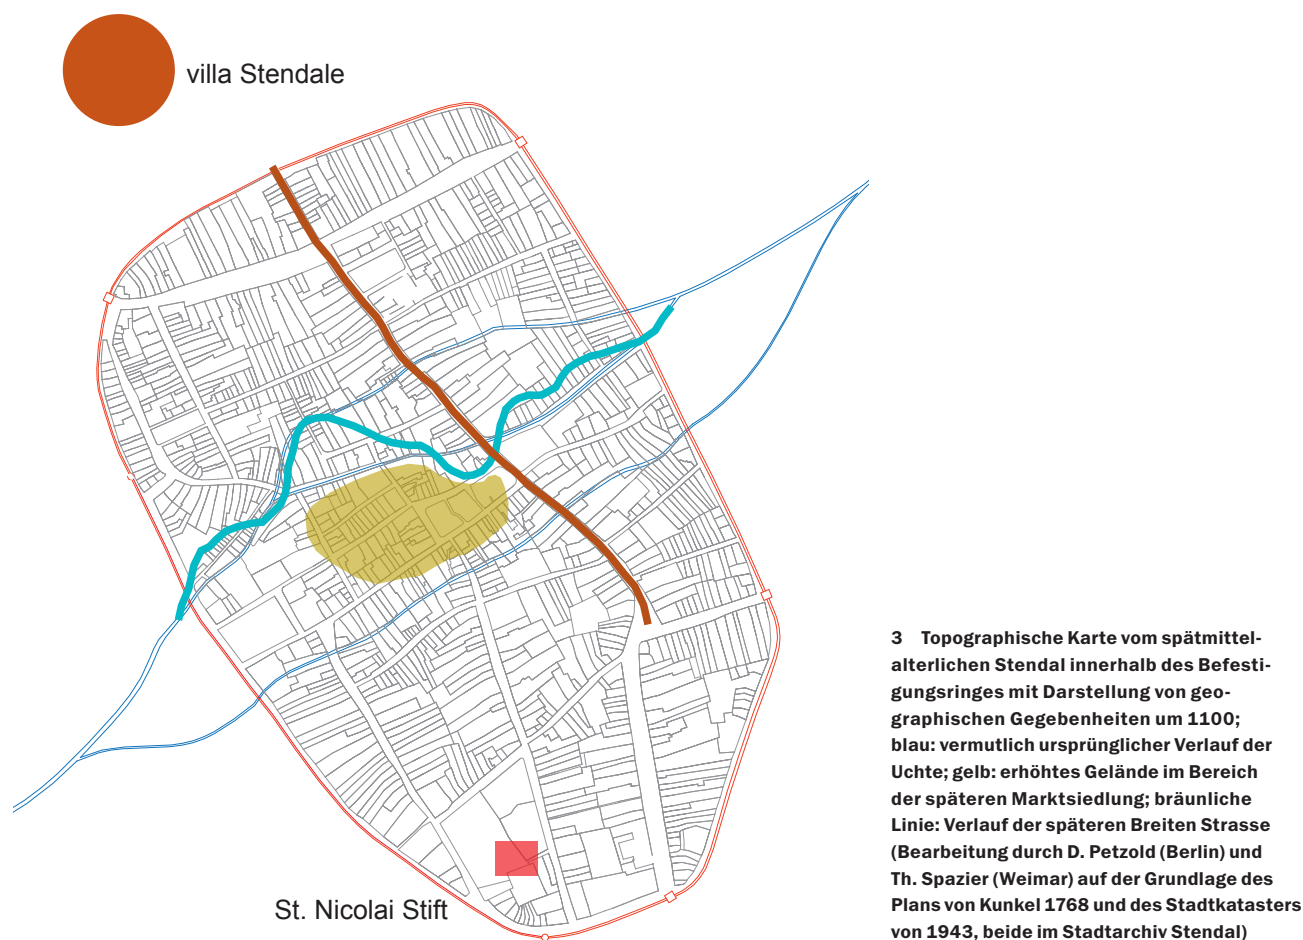 villa Stendale
St. Nicolai Stift
3 Topographische Karte vom spätmittel-
alterlichen Stendal innerhalb des Befesti-
gungsringes mit Darstellung von geo-
graphischen Gegebenheiten um 1100;
blau: vermutlich ursprünglicher Verlauf der
Uchte; gelb: erhöhtes Gelände im Bereich
der späteren Marktsiedlung; bräunliche
Linie: Verlauf der späteren Breiten Strasse
(Bearbeitung durch D. Petzold (Berlin) und
Th. Spazier (Weimar) auf der Grundlage des
Plans von Kunkel 1768 und des Stadtkatasters
von 1943, beide im Stadtarchiv Stendal)